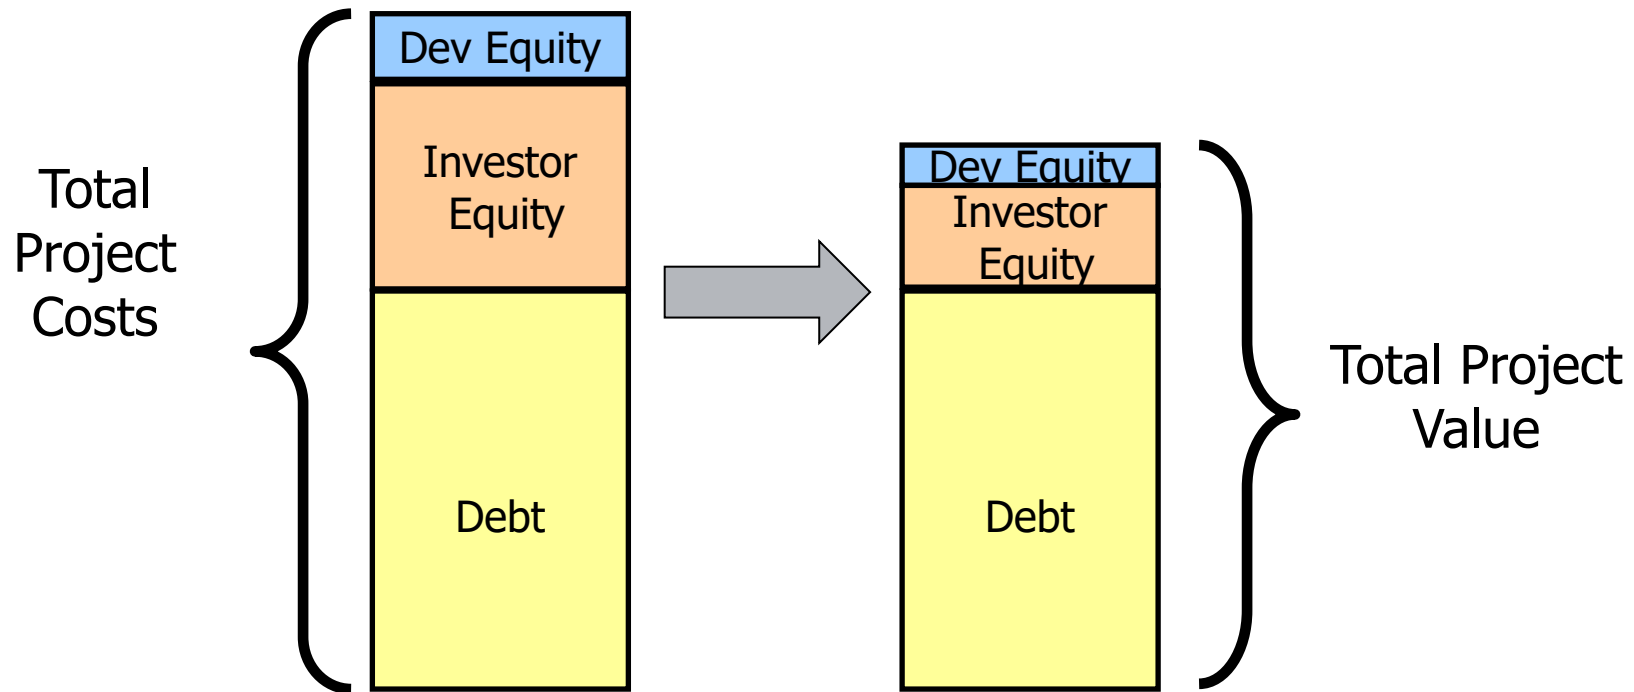 Total
Project
Costs
Dev Equity
Investor
Equity
Debt
Dev Equity
Investor
Equity
Debt
Total Project
Value